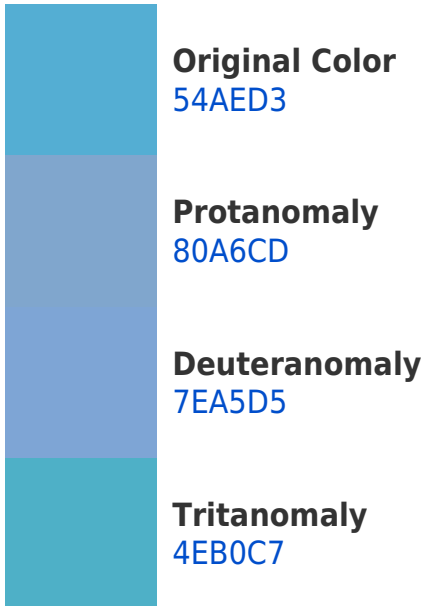 Original Color
54AED3
Protanomaly
80A6CD
Deuteranomaly
7EA5D5
Tritanomaly
4EB0C7